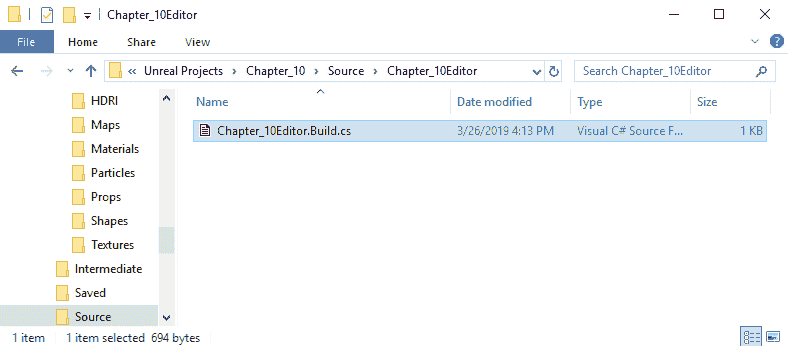 Chapter_10Editor
File Home Share View
« Unreal Projects > Chapter_10 > Source > Chapter_10Editor Search Chapter_10Editor
Name Date modified Type Size
HDRI
Chapter_10Editor.Build.cs 3/26/2019 4:13 PM Visual C# Source F... 1 KB
Maps
Materials
Particles
Props
Shapes
Textures
Intermediate
Saved
Source
1 item 1 item selected 694 bytes